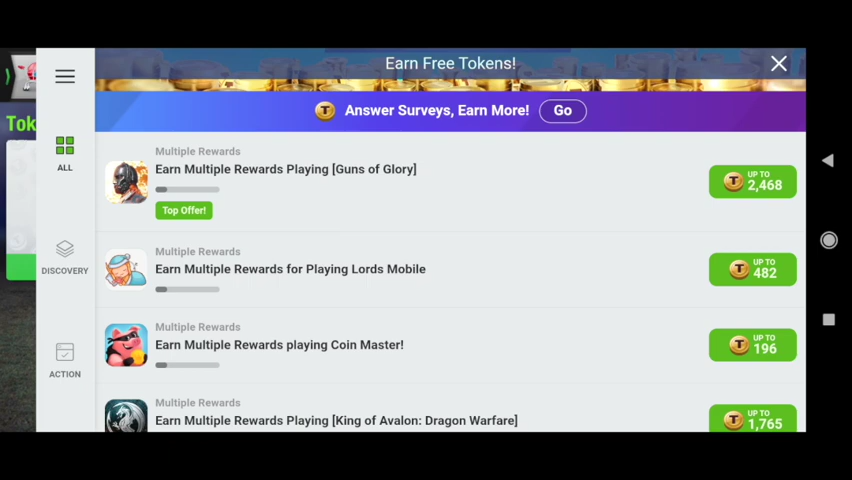 Earn Free Tokens!
Answer Surveys, Earn More!
Go
Tok
ALL
DISCOVERY
ACTION
Multiple Rewards
Earn Multiple Rewards Playing [Guns of Glory]
Top Offer!
UP TO
2,468
Multiple Rewards
Earn Multiple Rewards for Playing Lords Mobile
UP TO
482
Multiple Rewards
Earn Multiple Rewards playing Coin Master!
UP TO
196
Multiple Rewards
Earn Multiple Rewards Playing [King of Avalon: Dragon Warfare]
UP TO
1,765